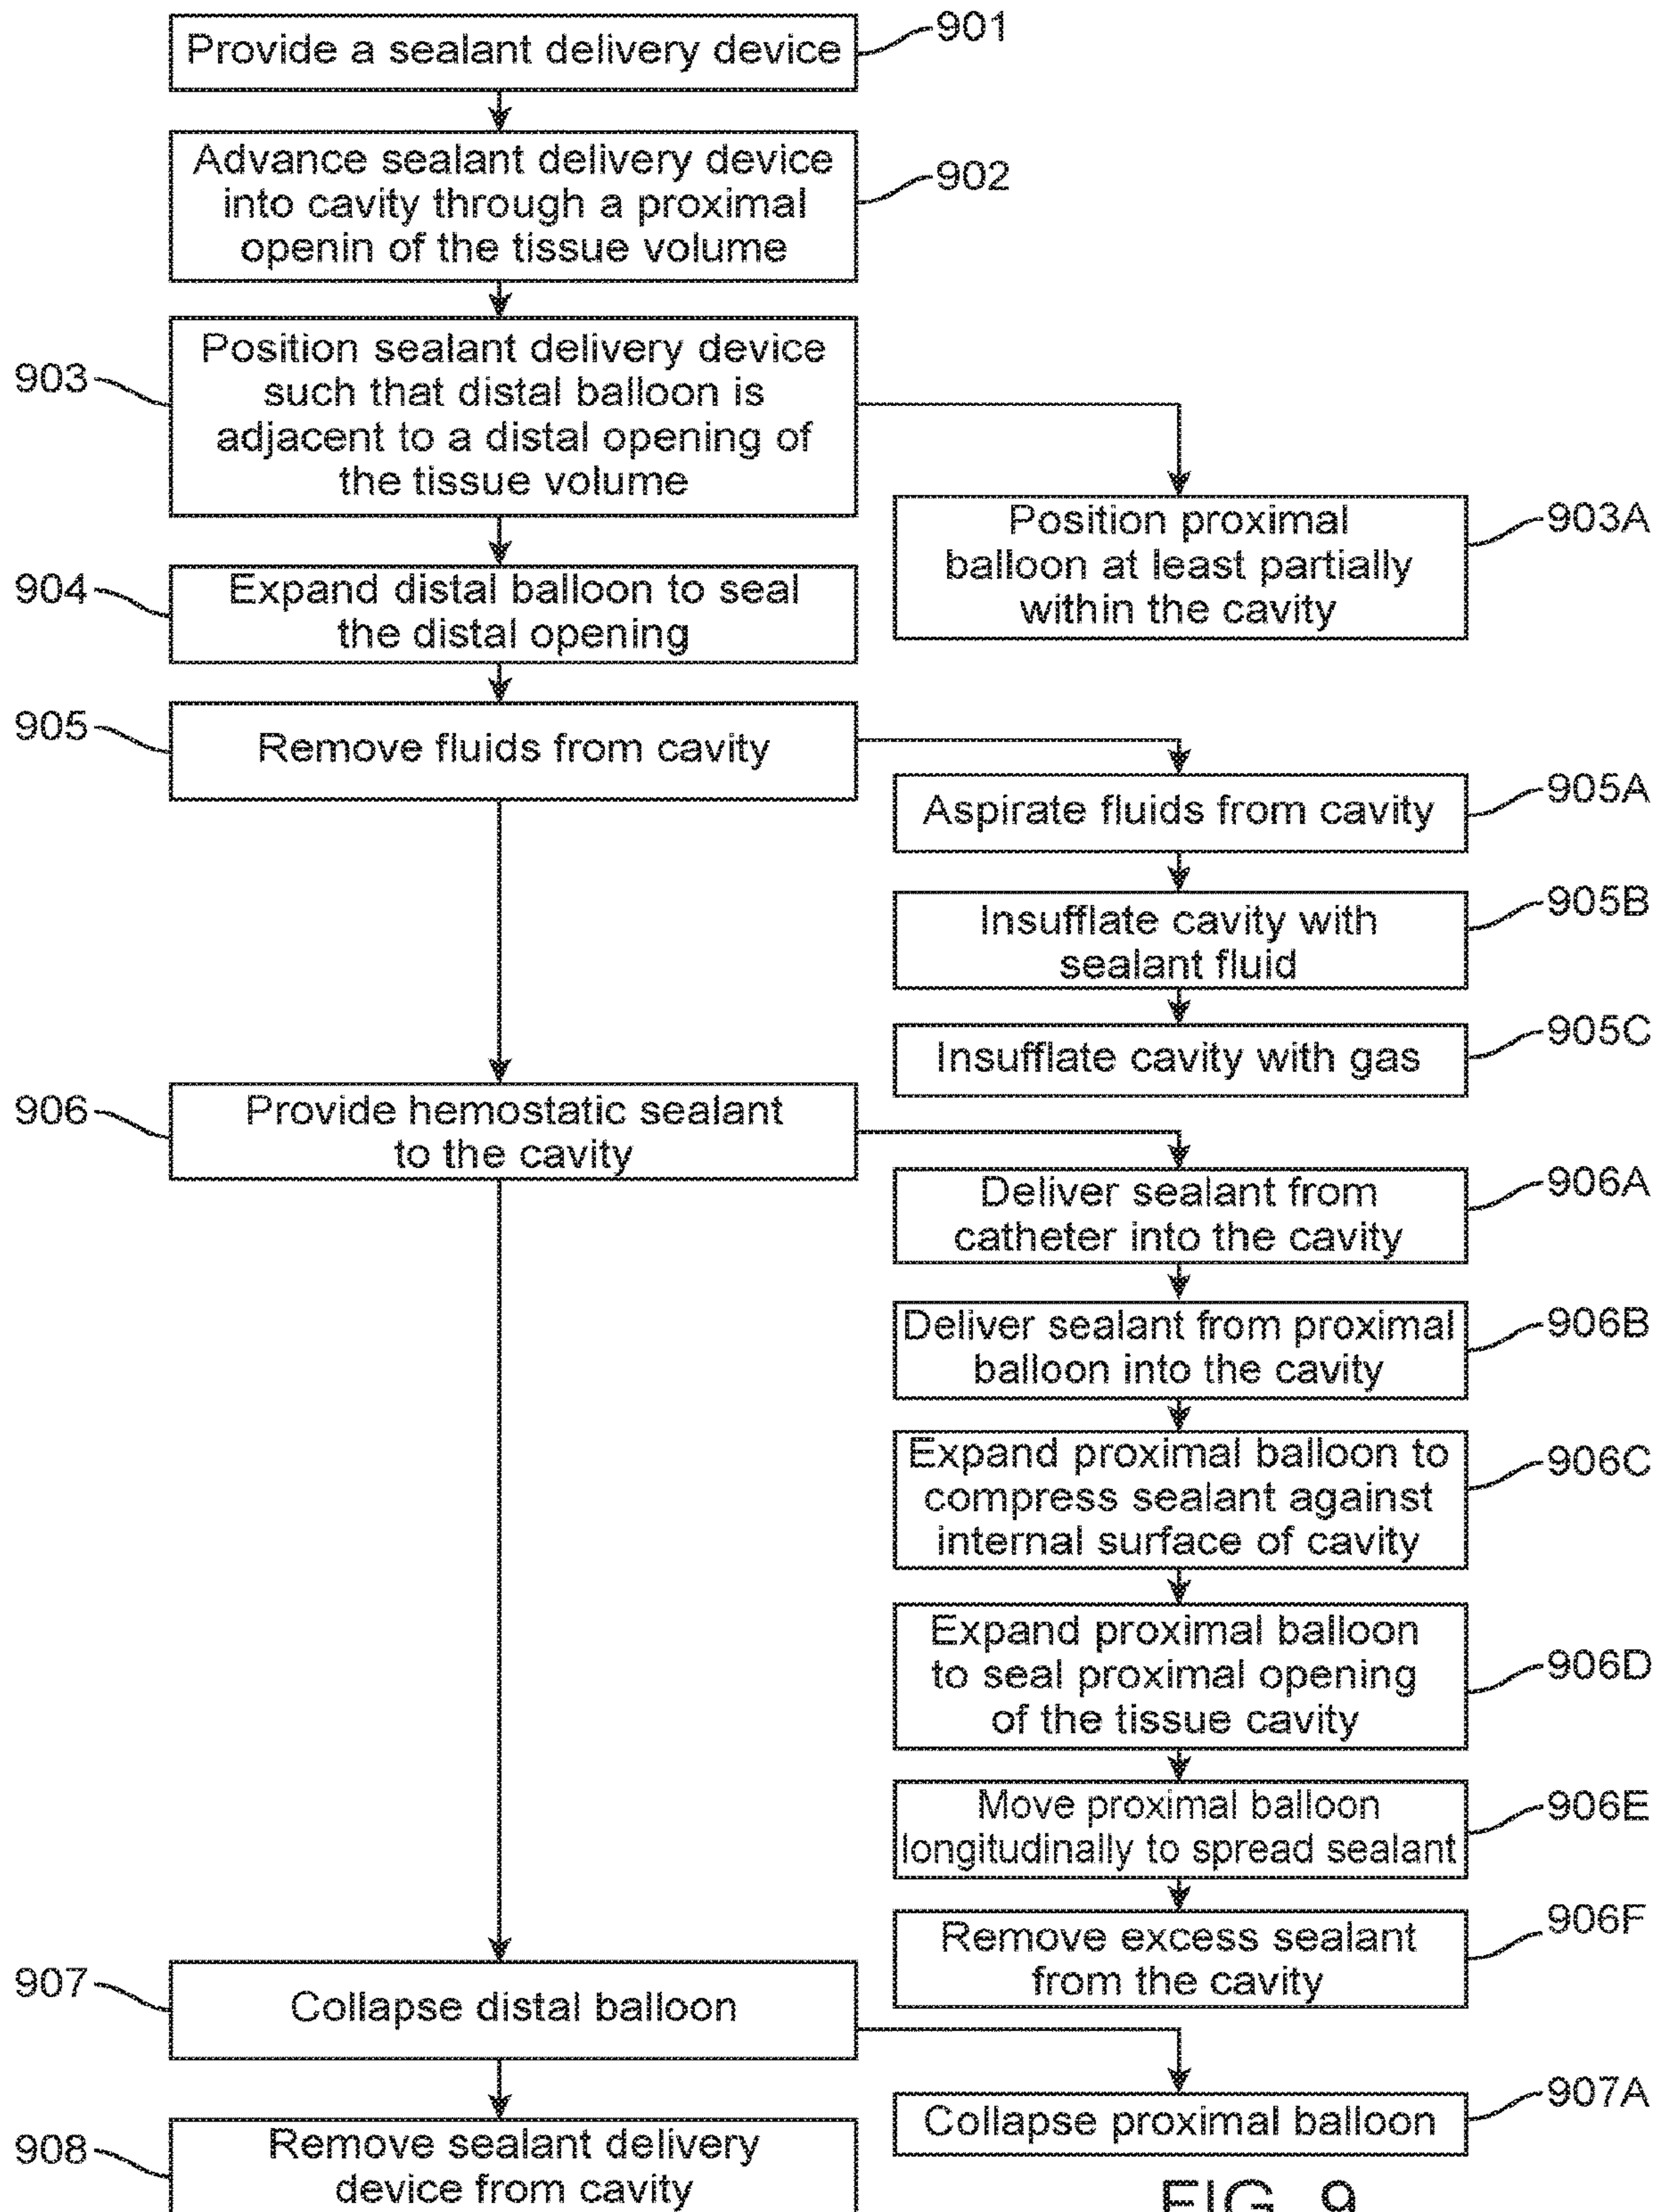 Provide a sealant delivery device
901
Advance sealant delivery device
into cavity through a proximal
openin of the tissue volume
902
903
Position sealant delivery device
such that distal balloon is
adjacent to a distal opening of
the tissue volume
Position proximal
balloon at least partially
within the cavity
903A
904
Expand distal balloon to seal
the distal opening
905
Remove fluids from cavity
Aspirate fluids from cavity
905A
Insufflate cavity with
sealant fluid
905B
Insufflate cavity with gas
905C
906
Provide hemostatic sealant
to the cavity
Deliver sealant from
catheter into the cavity
906A
Deliver sealant from proximal
balloon into the cavity
906B
Expand proximal balloon to
compress sealant against
internal surface of cavity
906C
Expand proximal balloon
to seal proximal opening
of the tissue cavity
906D
Move proximal balloon
longitudinally to spread sealant
906E
Remove excess sealant
from the cavity
906F
907
Collapse distal balloon
Collapse proximal balloon
907A
908
Remove sealant delivery
device from cavity
FIG. 9